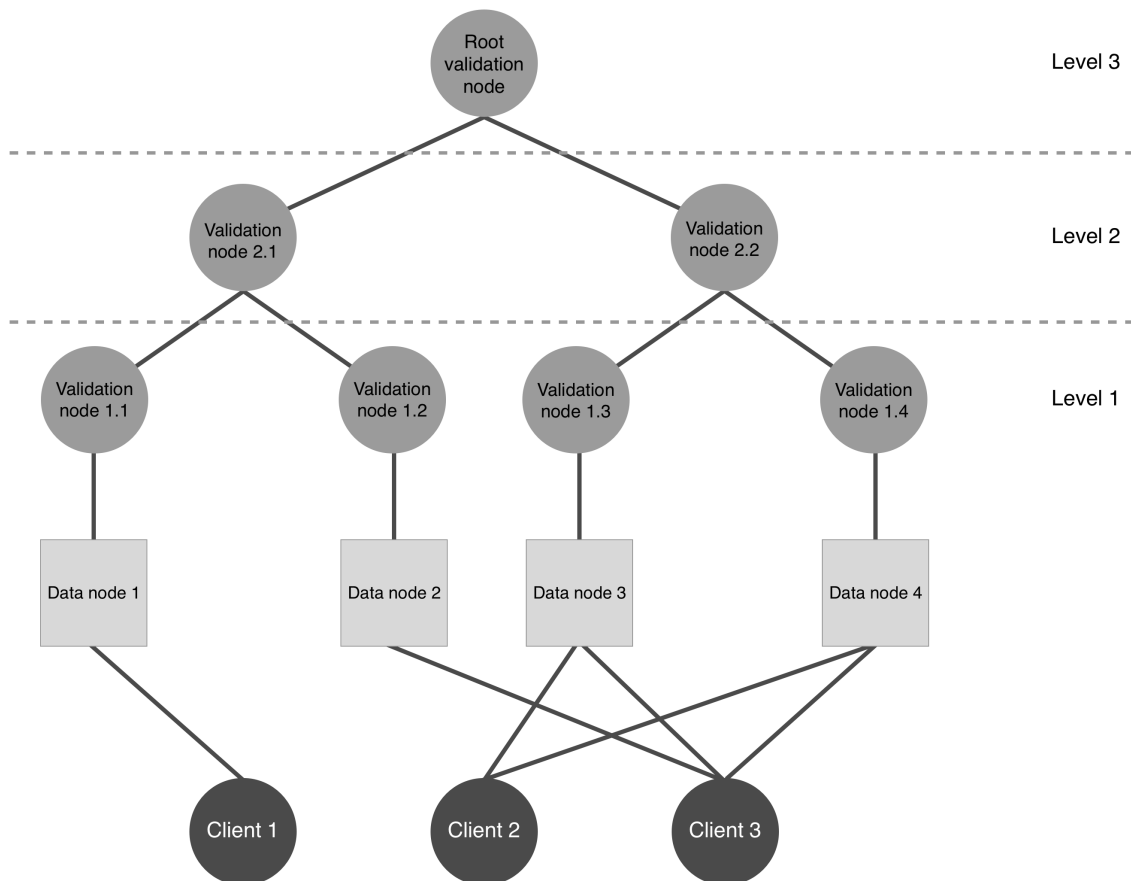 Root
validation
node
Level 3
Validation
node 2.1
Validation
node 2.2
Level 2
Validation
node 1.1
Validation
node 1.2
Validation
node 1.3
Validation
node 1.4
Level 1
Data node 1
Data node 2
Data node 3
Data node 4
Client 1
Client 2
Client 3